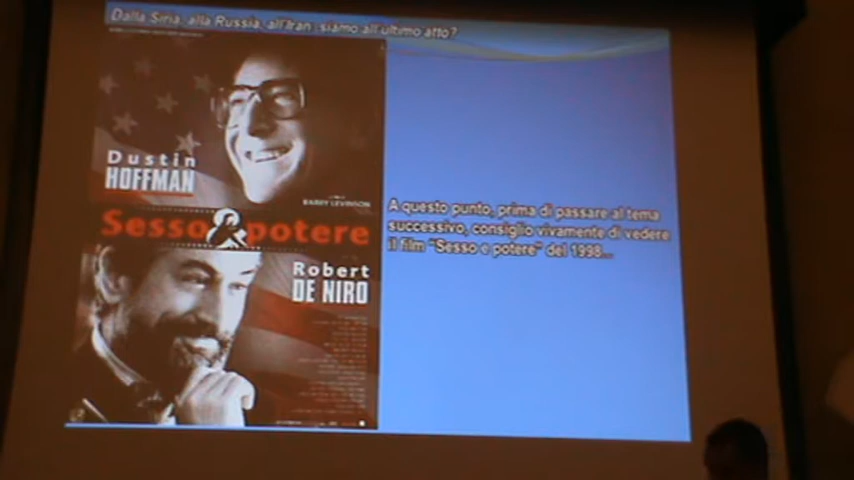 Dalla Siria, alla Russia, all'Iran :siamo all'ultimo atto?
Dustin
HOFFMAN
BARRY LEVINSON
Sesso & potere
Robert
DE NIRO
A questo punto, prima di passare al tema
successivo, consiglio vivamente di vedere
il film "Sesso e potere" del 1998...